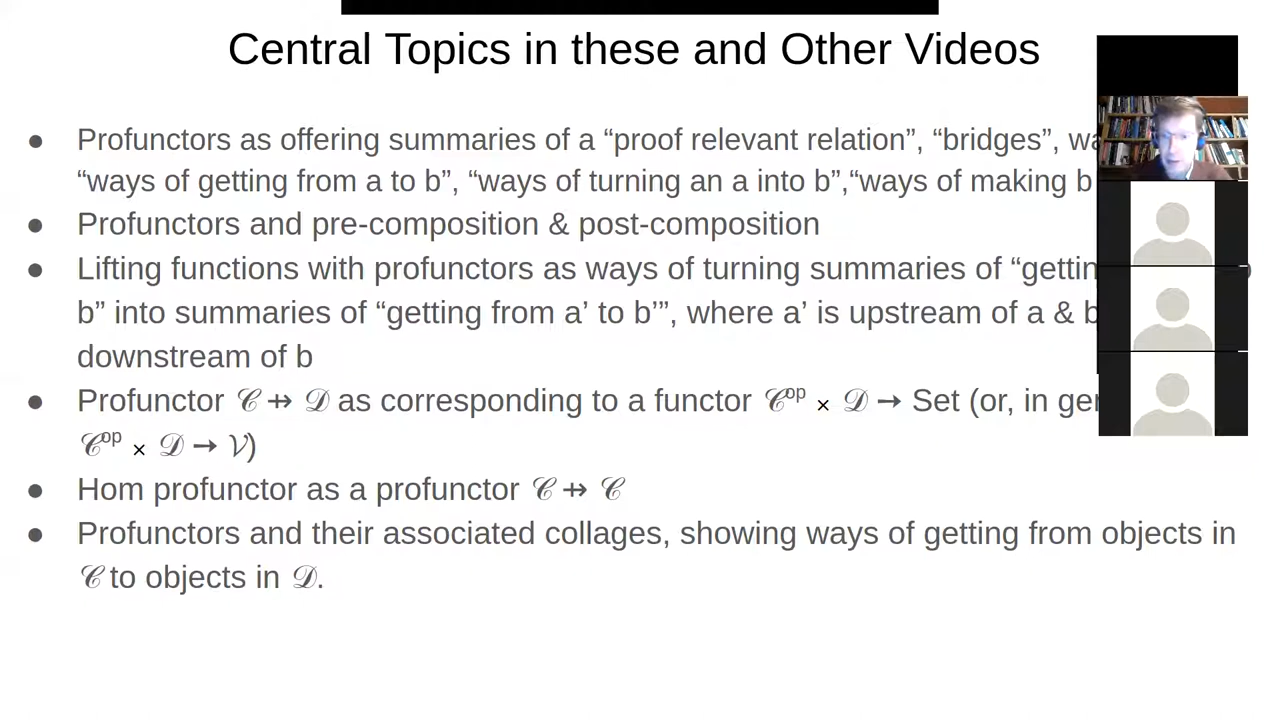 Central Topics in these and Other Videos
● Profunctors as offering summaries of a “proof relevant relation”, “bridges”,
“ways of getting from a to b”, “ways of turning an a into b”,“ways of making b
● Profunctors and pre-composition & post-composition
● Lifting functions with profunctors as ways of turning summaries of
b” into summaries of “getting from a’ to b’”, where a’ is upstream of a & b
downstream of b
● Profunctor 𝒞 ⇸ 𝒟 as corresponding to a functor 𝒞ᵒᵖ × 𝒟 → Set (or, in
𝒞ᵒᵖ × 𝒟 → 𝒱)
● Hom profunctor as a profunctor 𝒞 ⇸ 𝒞
● Profunctors and their associated collages, showing ways of getting from objects in
𝒞 to objects in 𝒟.